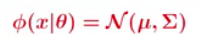 ϕ(x|θ) = 𝒩(μ, Σ)